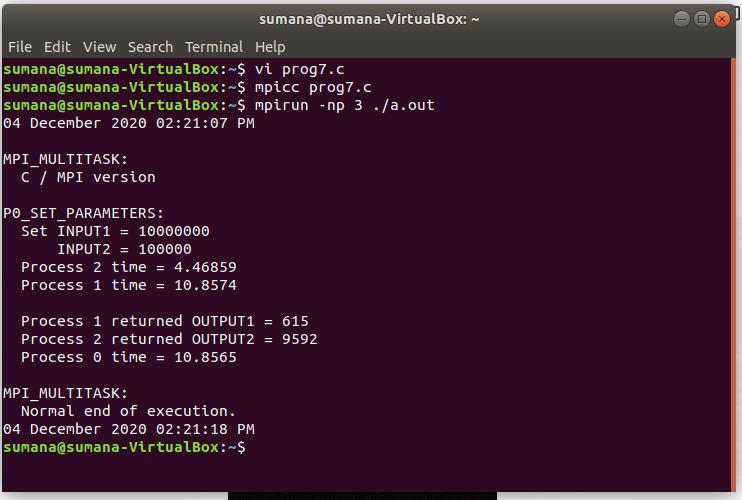 sumana@sumana-VirtualBox: ~
File Edit View Search Terminal Help
sumana@sumana-VirtualBox:~$ vi prog7.c
sumana@sumana-VirtualBox:~$ mpicc prog7.c
sumana@sumana-VirtualBox:~$ mpirun -np 3 ./a.out
04 December 2020 02:21:07 PM

MPI_MULTITASK:
  C / MPI version

P0_SET_PARAMETERS:
  Set INPUT1 = 10000000
      INPUT2 = 100000
  Process 2 time = 4.46859
  Process 1 time = 10.8574

  Process 1 returned OUTPUT1 = 615
  Process 2 returned OUTPUT2 = 9592
  Process 0 time = 10.8565

MPI_MULTITASK:
  Normal end of execution.
04 December 2020 02:21:18 PM
sumana@sumana-VirtualBox:~$